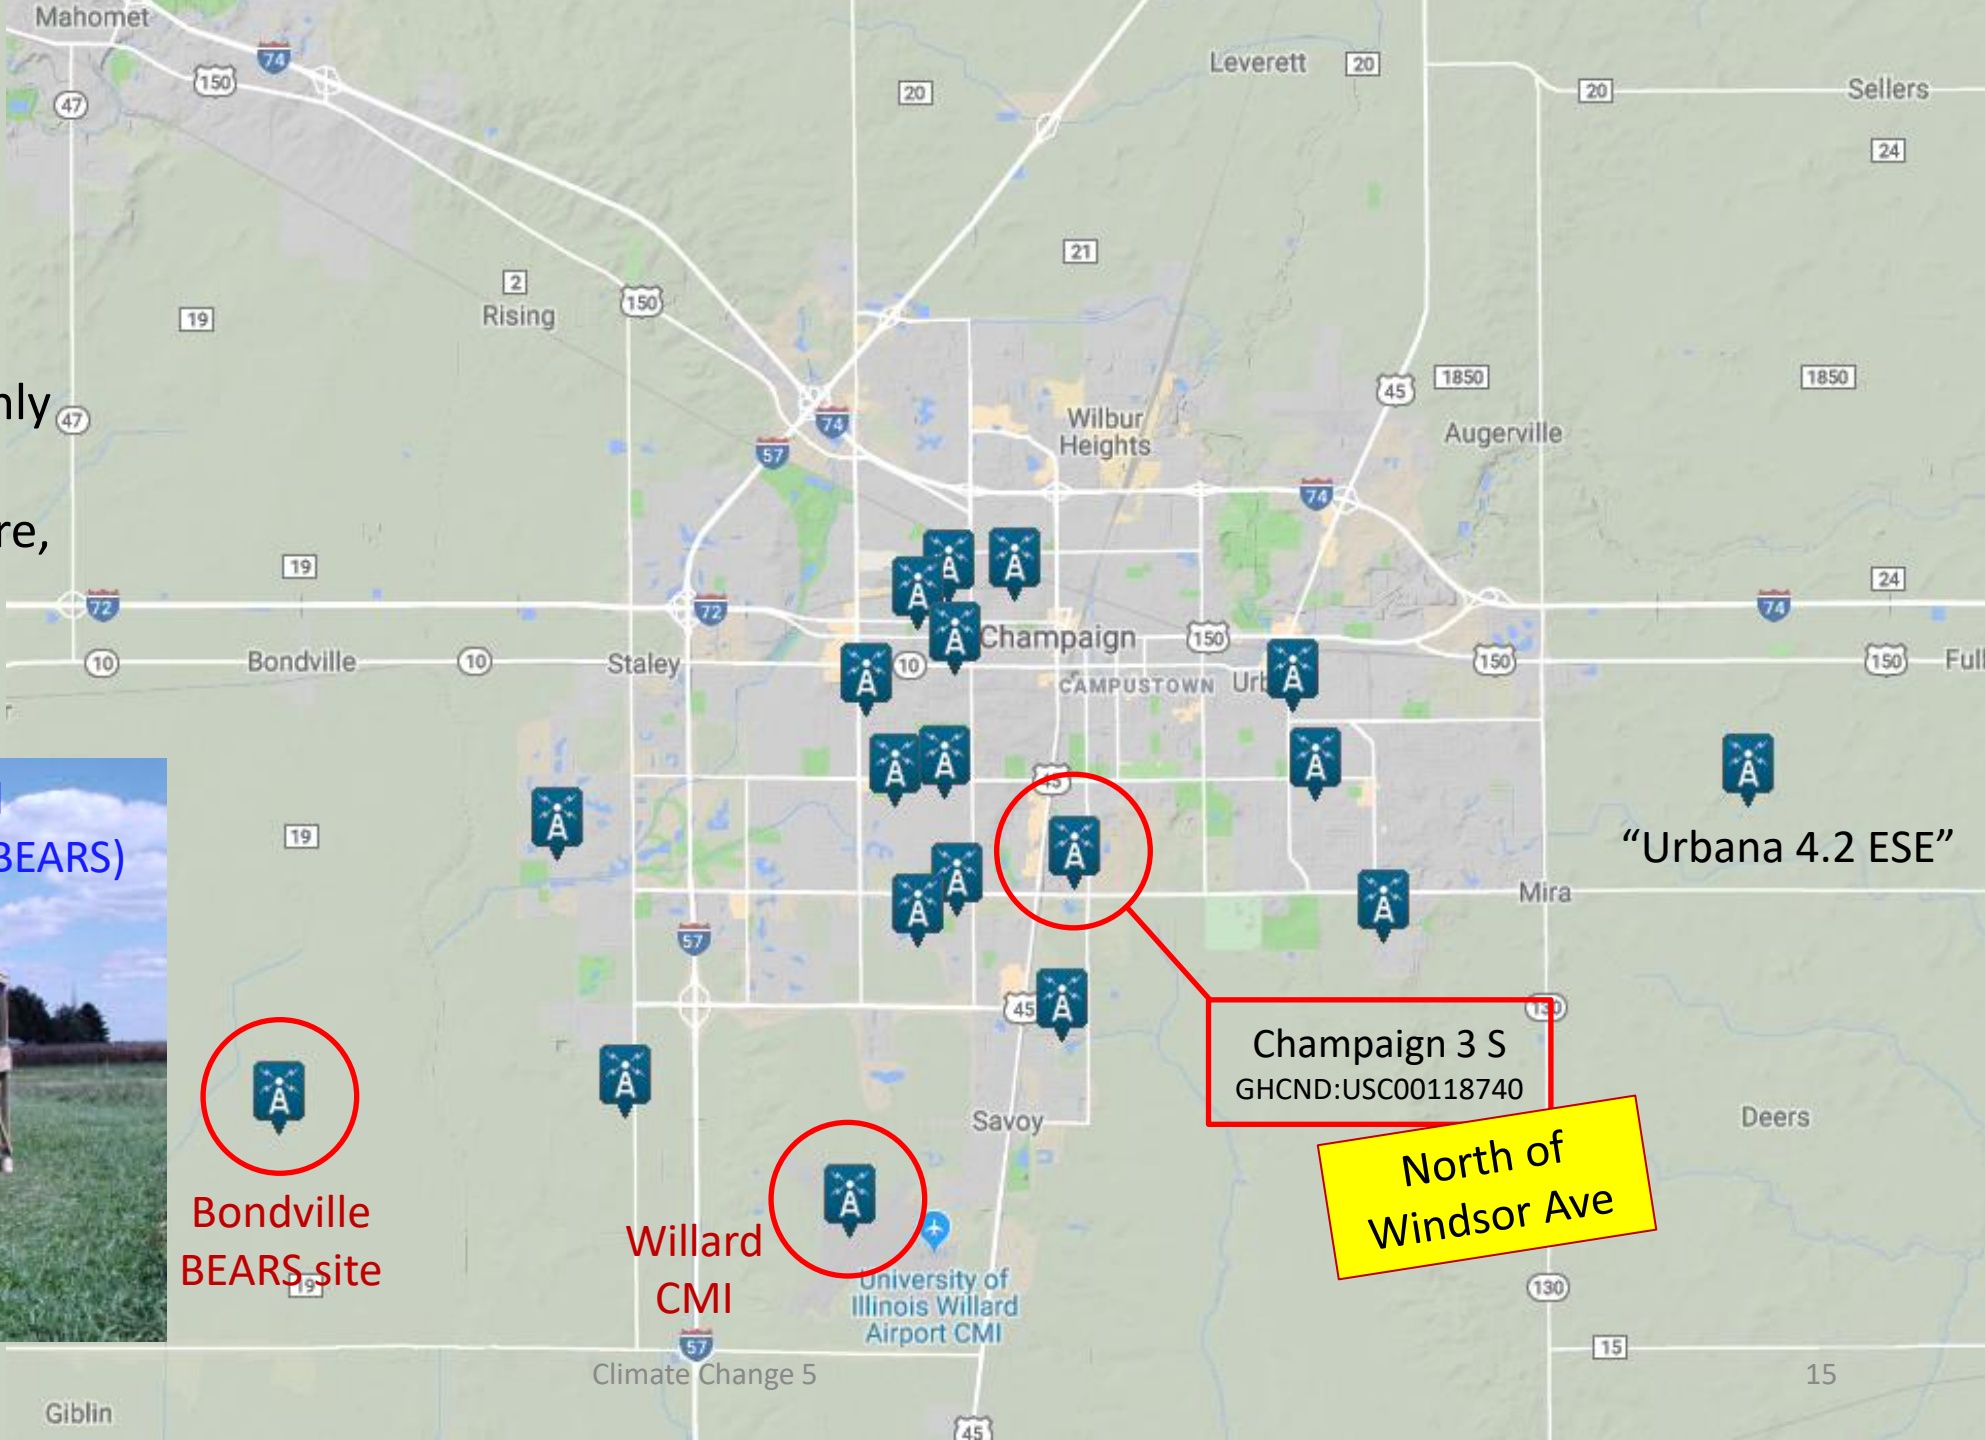 Mahomet
74
150
47
20
Leverett
20
20
Sellers
24
21
2
Rising
150
19
nly
47
45
1850
1850
Wilbur
Heights
Augerville
74
57
74
re,
19
72
72
24
74
Champaign
150
10
Bondville
10
Staley
10
CAMPUSTOWN
150
150
Full
BEARS)
19
45
"Urbana 4.2 ESE"
Mira
57
45
130
Champaign 3 S
GHCND:USC00118740
Savoy
Deers
North of
Windsor Ave
Bondville
BEARS site
19
Willard
CMI
University of
Illinois Willard
Airport CMI
130
57
15
Climate Change 5
15
Giblin
45